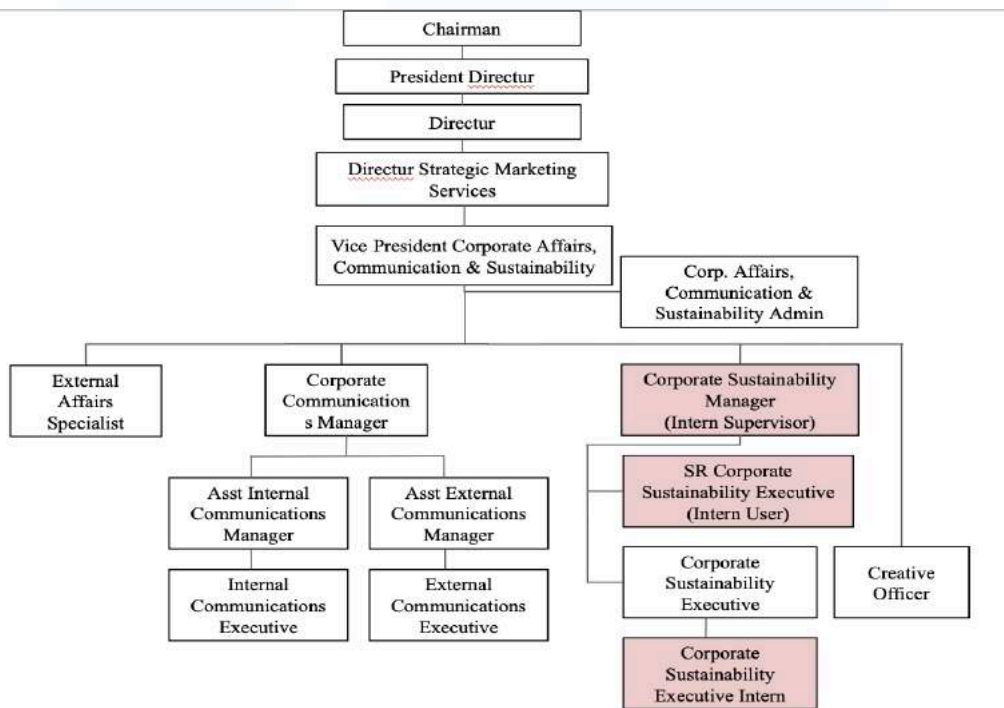 Chairman
President Directur
Directur
Directur Strategic Marketing
Services
Vice President Corporate Affairs,
Communication & Sustainability
Corp. Affairs,
Communication &
Sustainability Admin
External
Affairs
Specialist
Corporate
Communication
s Manager
Corporate Sustainability
Manager
(Intern Supervisor)
Asst Internal
Communications
Manager
Asst External
Communications
Manager
SR Corporate
Sustainability Executive
(Intern User)
Internal
Communications
Executive
External
Communications
Executive
Corporate
Sustainability
Executive
Creative
Officer
Corporate
Sustainability
Executive Intern